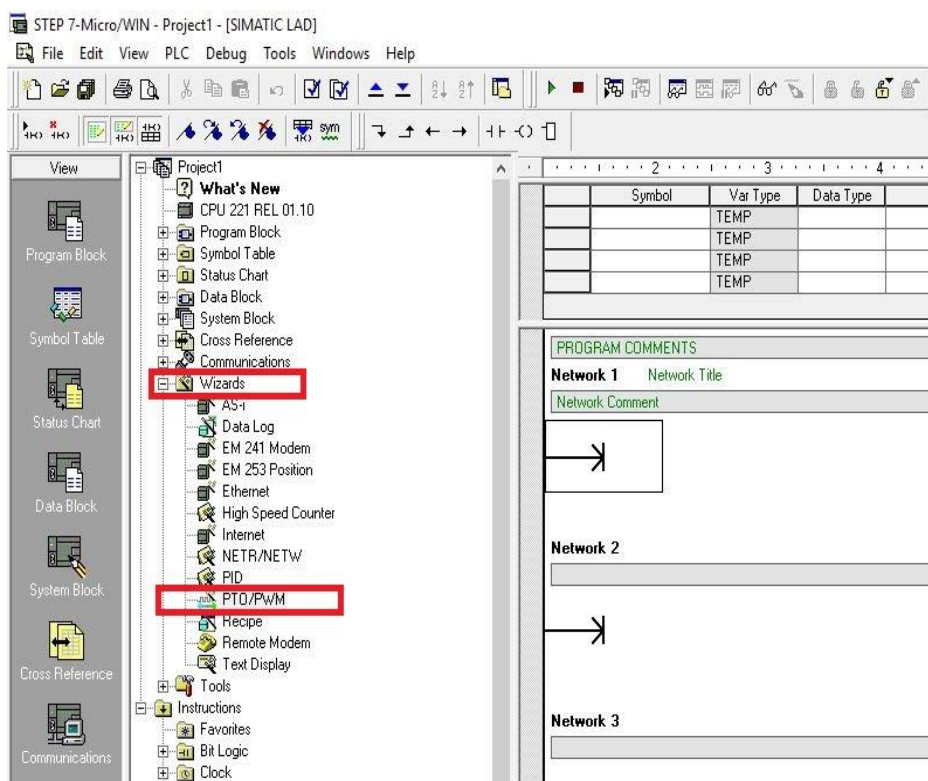 STEP 7-Micro/WIN - Project1 - [SIMATIC LAD]
File Edit View PLC Debug Tools Windows Help
sym
View
Program Block
Symbol Table
Status Chart
Data Block
System Block
Cross Reference
Communications
Project1
What's New
CPU 221 REL 01.10
Program Block
Symbol Table
Status Chart
Data Block
System Block
Cross Reference
Communications
Wizards
AS-i
Data Log
EM 241 Modem
EM 253 Position
Ethernet
High Speed Counter
Internet
NETR/NETW
PID
PTO/PWM
Recipe
Remote Modem
Text Display
Tools
Instructions
Favorites
Bit Logic
Clock
2 3 4
Symbol Var Type Data Type
TEMP
TEMP
TEMP
TEMP
PROGRAM COMMENTS
Network 1 Network Title
Network Comment
Network 2
Network 3